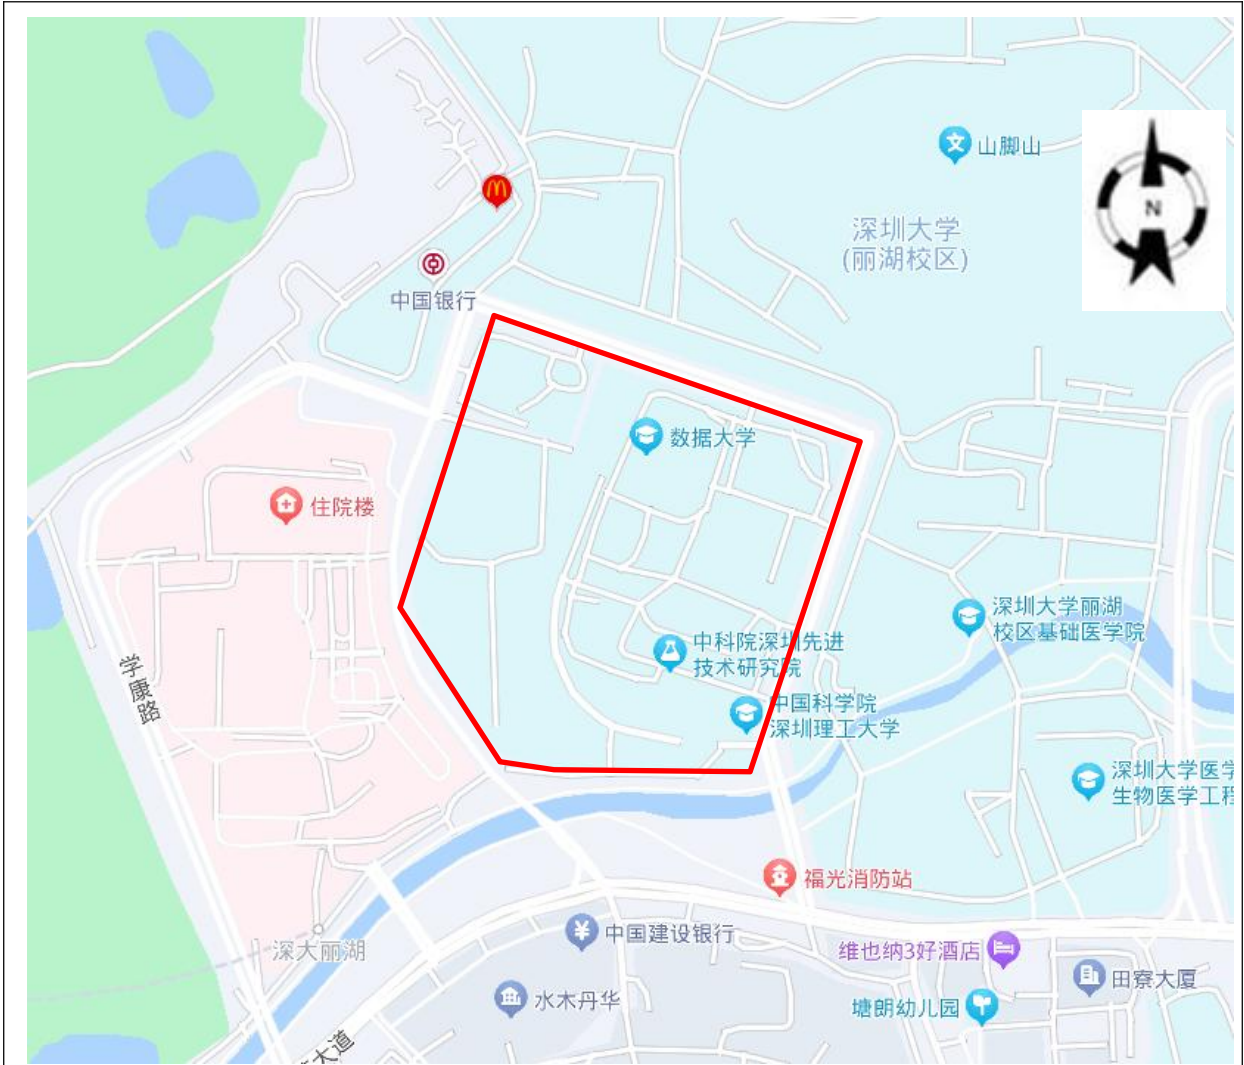 山脚山
N
深圳大学
(丽湖校区)
中国银行
数据大学
住院楼
深圳大学丽湖
校区基础医学院
中科院深圳先进
技术研究院
学康路
中国科学院
深圳理工大学
深圳大学医学
生物医学工程
福光消防站
中国建设银行
深大丽湖
维也纳3好酒店
田寮大厦
水木丹华
塘朗幼儿园
大道